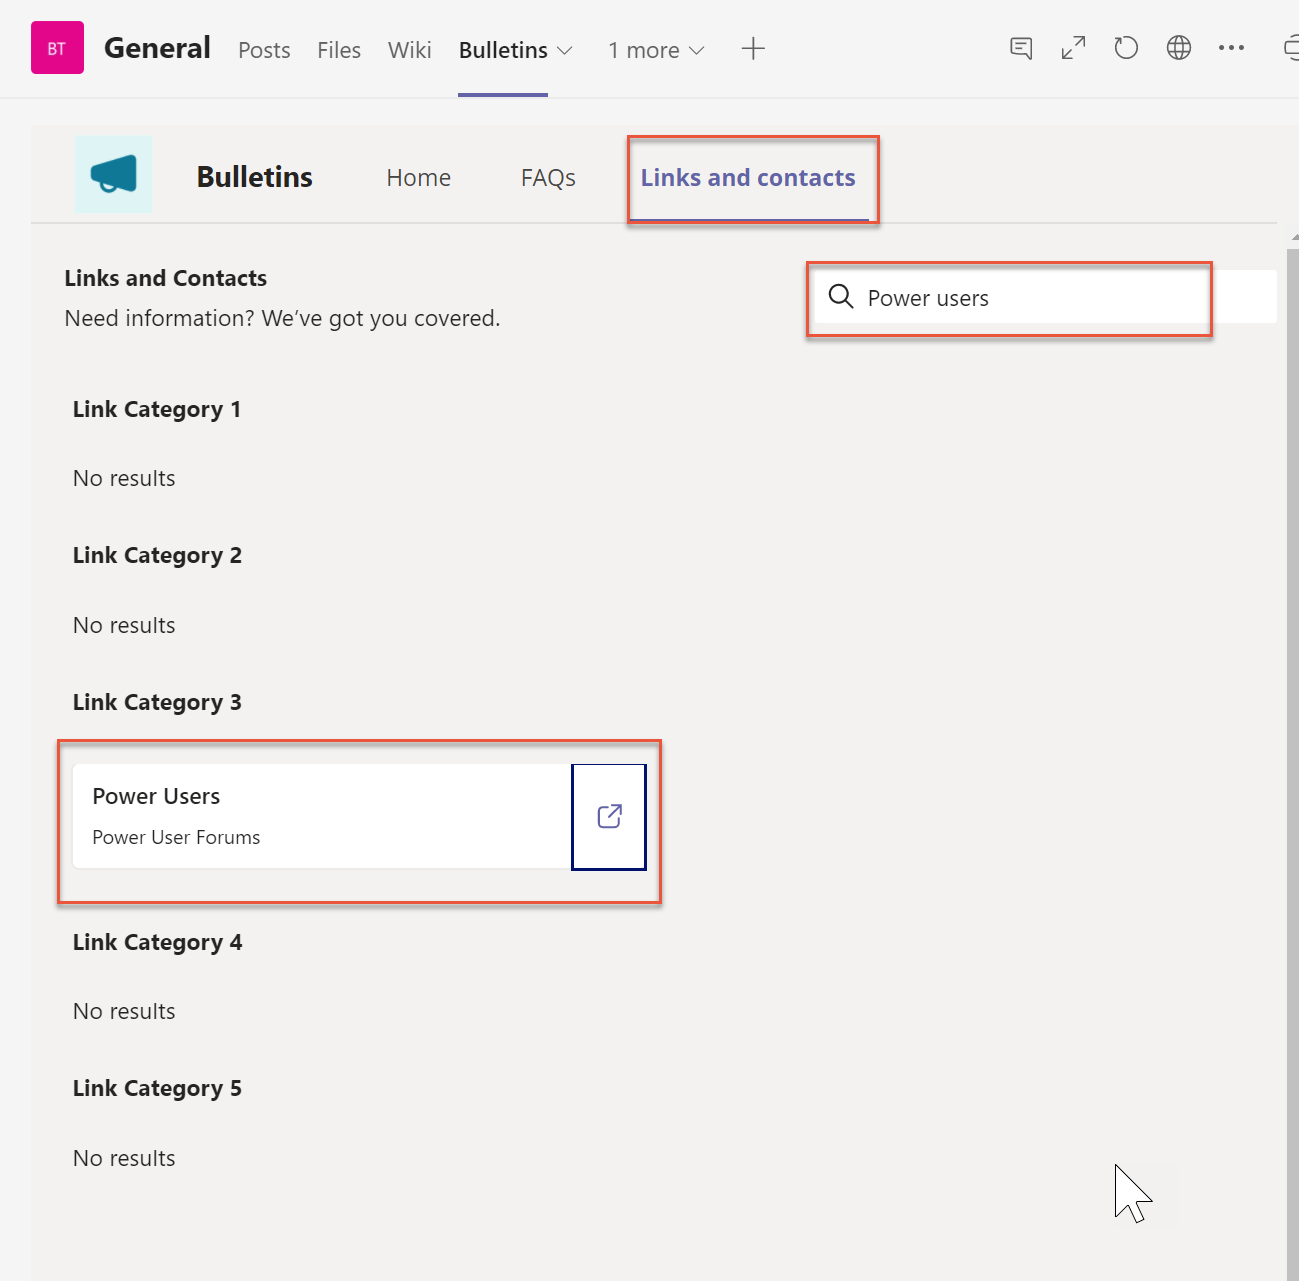 BT General Posts Files Wiki Bulletins 1 more
Bulletins Home FAQs Links and contacts
Links and Contacts
Power users
Need information? We’ve got you covered.
Link Category 1
No results
Link Category 2
No results
Link Category 3
Power Users
Power User Forums
Link Category 4
No results
Link Category 5
No results